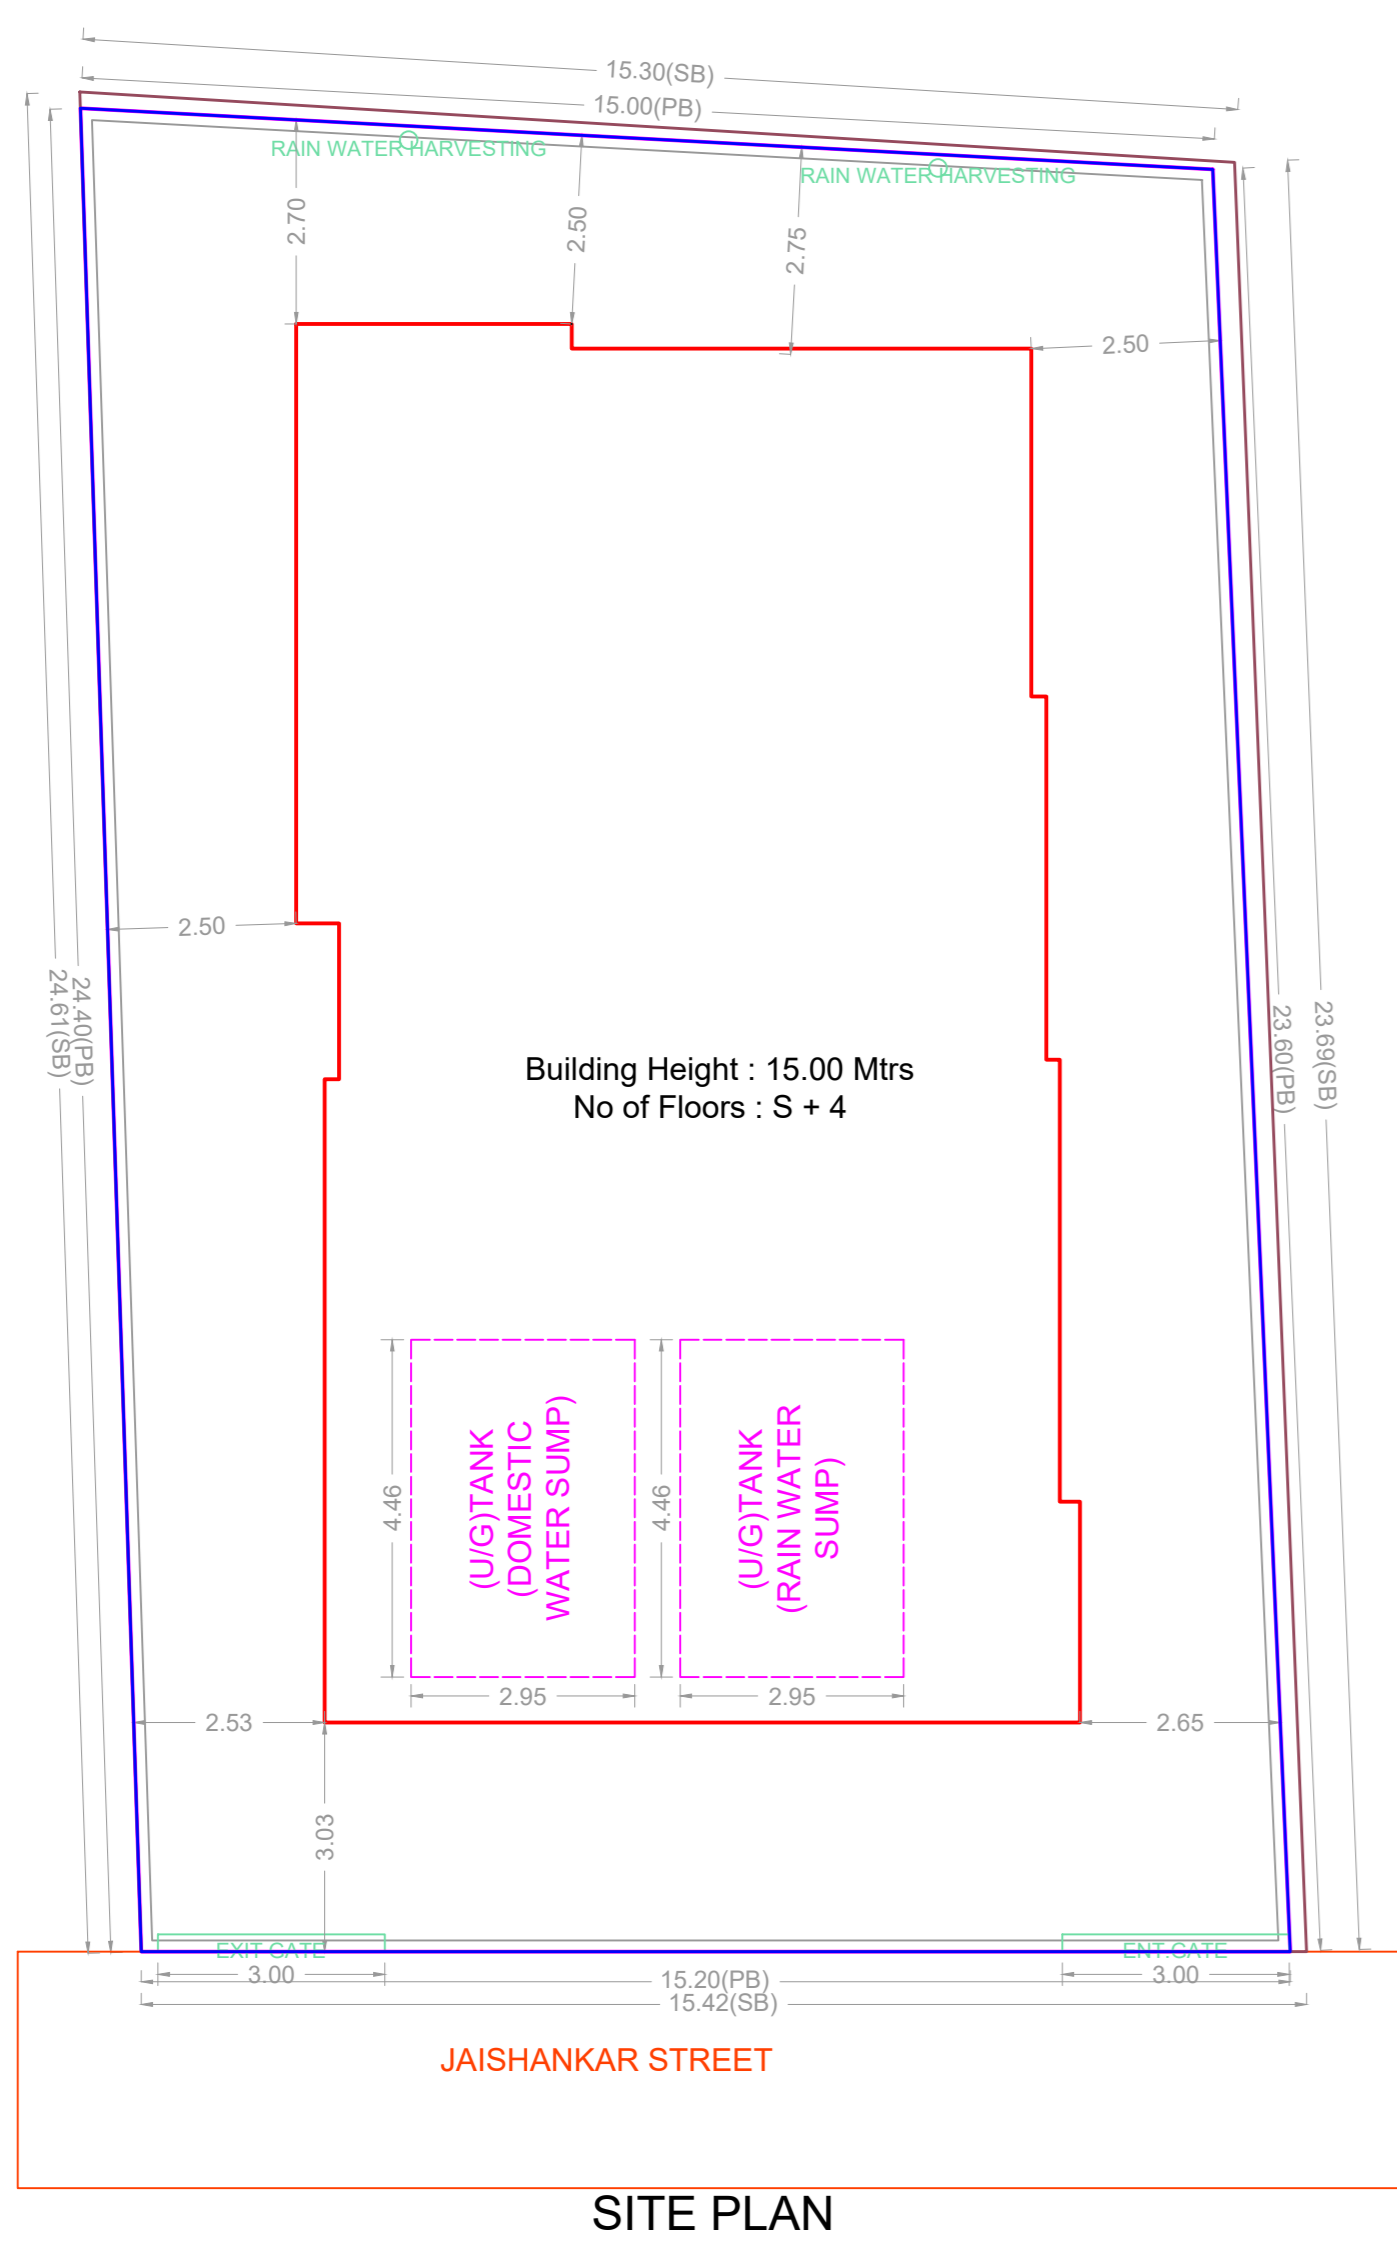 15.30(SB)
15.00(PB)
RAIN WATER HARVESTING
RAIN WATER HARVESTING
2.70
2.50
2.75
2.50
2.50
24.40(PB)
24.61(SB)
23.60(PB)
23.69(SB)
Building Height : 15.00 Mtrs
No of Floors : S + 4
4.46
(U/G)TANK
(DOMESTIC
WATER SUMP)
4.46
(U/G)TANK
(RAIN WATER
SUMP)
2.95
2.95
2.53
2.65
3.03
EXIT GATE
ENT.GATE
3.00
15.20(PB)
3.00
15.42(SB)
JAISHANKAR STREET
SITE PLAN